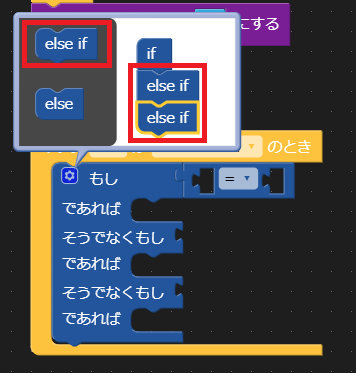 にする
else if
if
else if
else
else if
のとき
もし
=
であれば
そうでなくもし
であれば
そうでなくもし
であれば